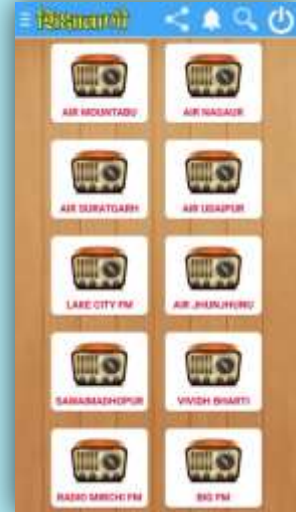 AIR MOUNTABU
AIR NAGAUR
AIR SURATGARH
AIR UDAIPUR
LAKE CITY FM
AIR JHUNJHUNU
SAWAIMADHOPUR
VIVIDH BHARTI
RADIO MIRCHI FM
BIG FM